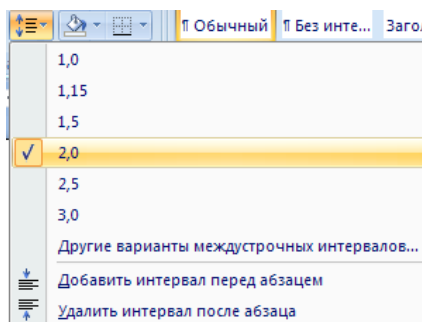 ¶ Обычный ¶ Без инте... Заго
1,0
1,15
1,5
2,0
2,5
3,0
Другие варианты междустрочных интервалов...
Добавить интервал перед абзацем
Удалить интервал после абзаца